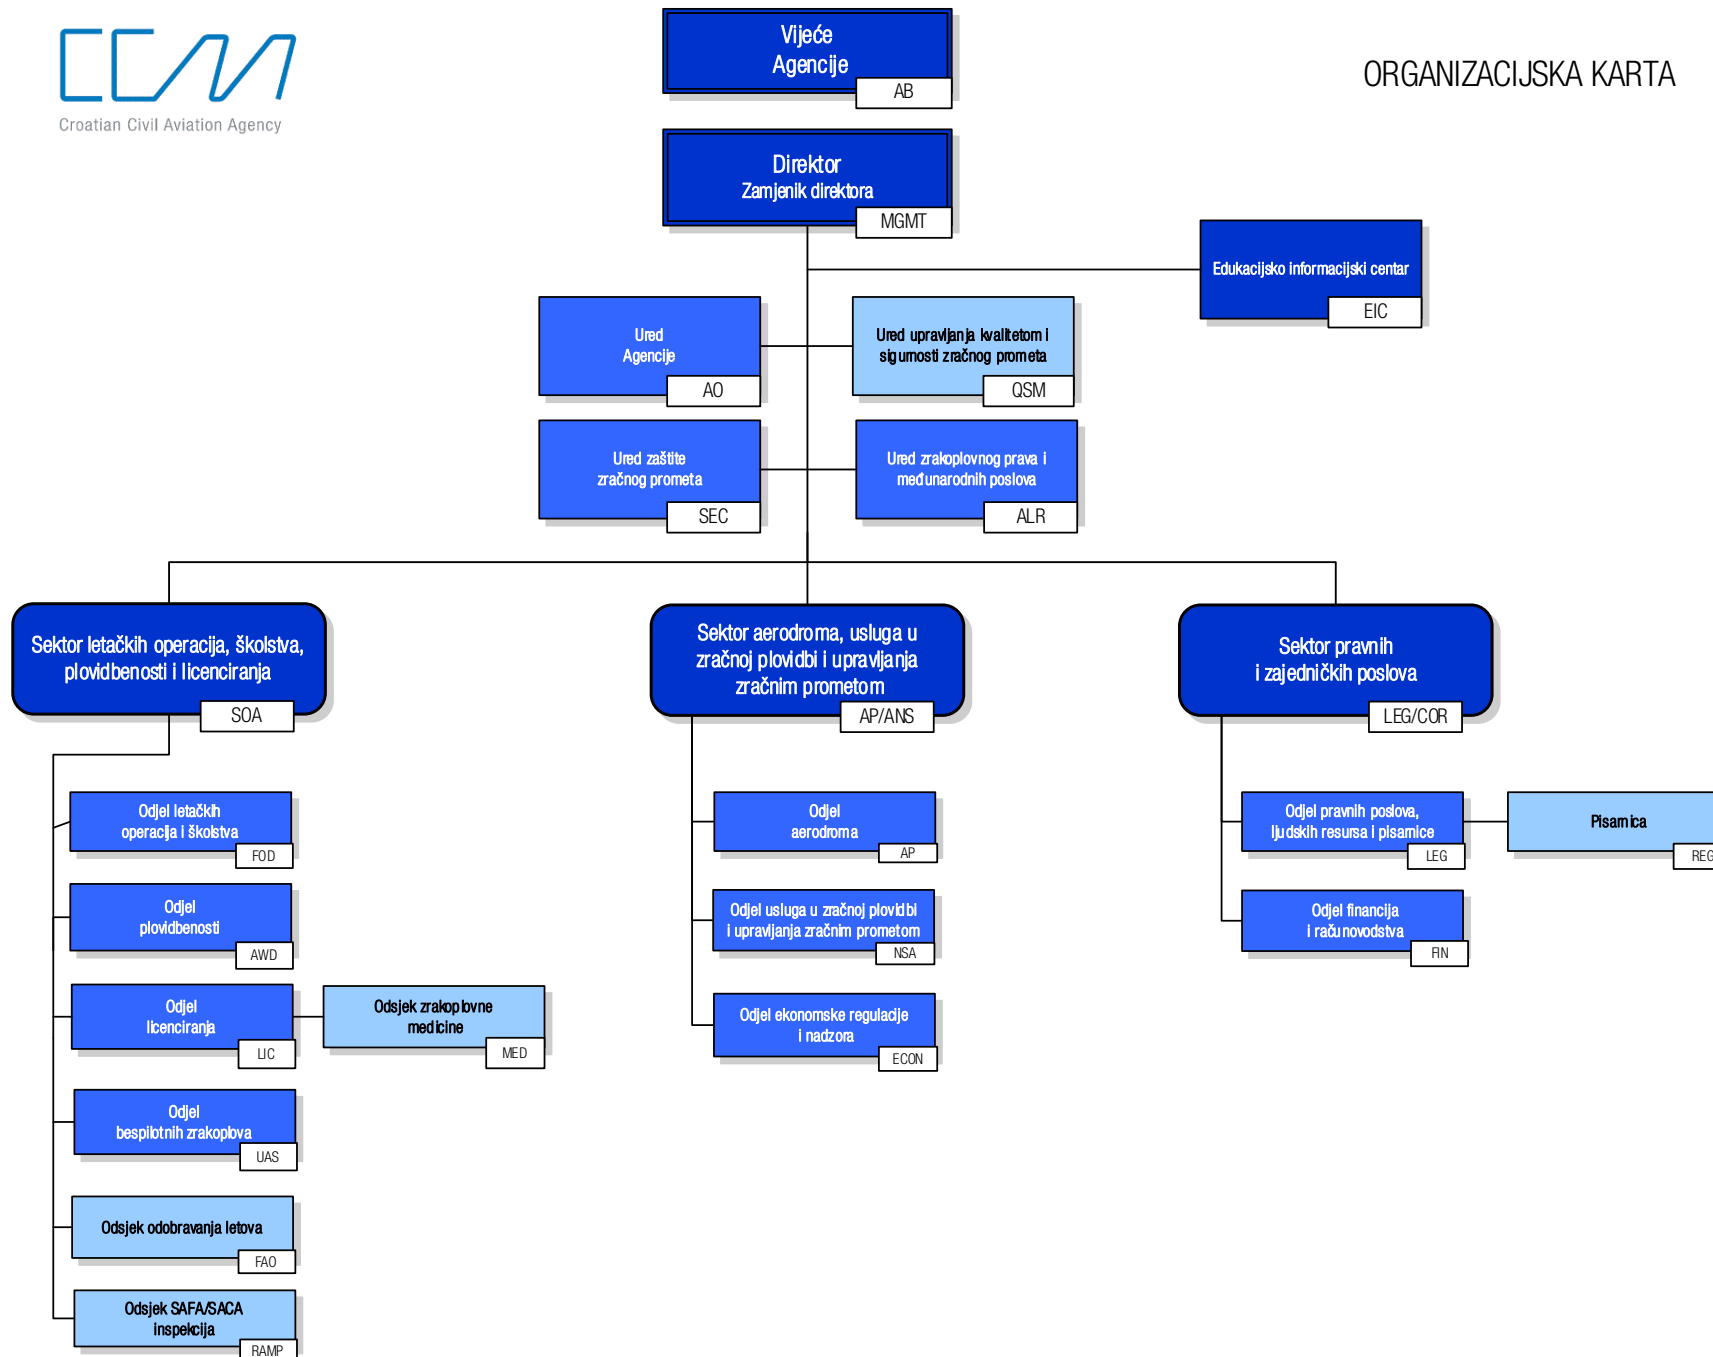 CCAA
Croatian Civil Aviation Agency
ORGANIZACIJSKA KARTA
Vijeće
Agencije
AB
Direktor
Zamjenik direktora
MGMT
Edukacijsko informacijski centar
EIC
Ured
Agencije
AO
Ured upravljanja kvalitetom i
sigurnosti zračnog prometa
QSM
Ured zaštite
zračnog prometa
SEC
Ured zrakoplovnog prava i
međunarodnih poslova
ALR
Sektor letačkih operacija, školstva,
plovidbenosti i licenciranja
SOA
Sektor aerodroma, usluga u
zračnoj plovidbi i upravljanja
zračnim prometom
AP/ANS
Sektor pravnih
i zajedničkih poslova
LEG/COR
Odjel letačkih
operacija i školstva
FOD
Odjel
plovidbenosti
AWD
Odjel
licenciranja
LIC
Odsjek zrakoplovne
medicine
MED
Odjel
bespilotnih zrakoplova
UAS
Odsjek odobravanja letova
FAO
Odsjek SAFA/SACA
inspekcija
RAMP
Odjel
aerodroma
AP
Odjel usluga u zračnoj plovidbi
i upravljanja zračnim prometom
NSA
Odjel ekonomske regulacije
i nadzora
ECON
Odjel pravnih poslova,
ljudskih resursa i pisarnice
LEG
Pisarnica
REG
Odjel financija
i računovodstva
FIN